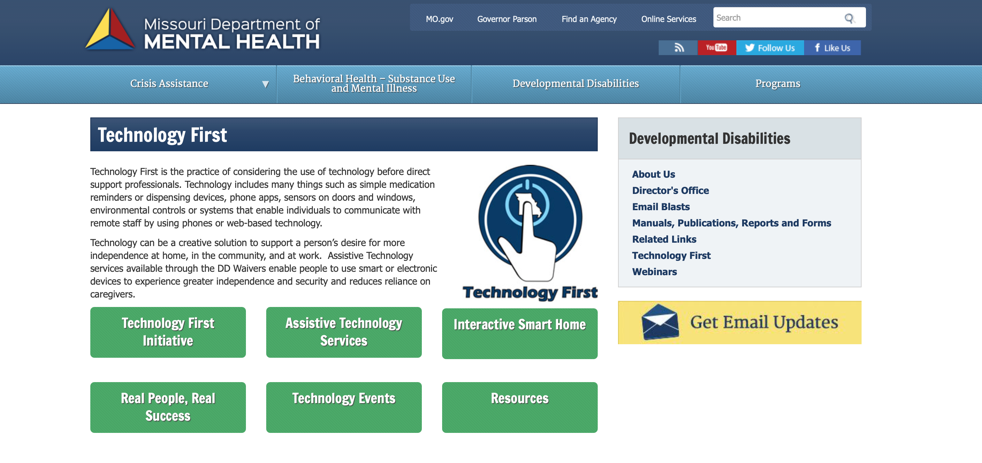 Missouri Department of
MENTAL HEALTH
MO.gov
Governor Parson
Find an Agency
Online Services
Search
You Tube
Follow Us
Like Us
Crisis Assistance
Behavioral Health – Substance Use
and Mental Illness
Developmental Disabilities
Programs
Technology First
Technology First is the practice of considering the use of technology before direct
support professionals. Technology includes many things such as simple medication
reminders or dispensing devices, phone apps, sensors on doors and windows,
environmental controls or systems that enable individuals to communicate with
remote staff by using phones or web-based technology.
Technology can be a creative solution to support a person’s desire for more
independence at home, in the community, and at work.  Assistive Technology
services available through the DD Waivers enable people to use smart or electronic
devices to experience greater independence and security and reduces reliance on
caregivers.
Technology First
Technology First
Initiative
Assistive Technology
Services
Interactive Smart Home
Real People, Real
Success
Technology Events
Resources
Developmental Disabilities
About Us
Director's Office
Email Blasts
Manuals, Publications, Reports and Forms
Related Links
Technology First
Webinars
Get Email Updates